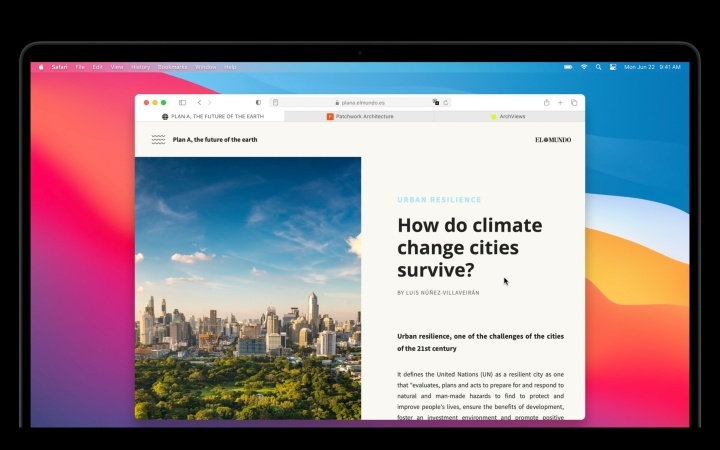 Safari File Edit View History Bookmarks Window Help Mon Jun 22 9:41 AM
plana.elmundo.es
PLAN A, THE FUTURE OF THE EARTH Patchwork Architecture ArchViews
Plan A, the future of the earth EL MUNDO
URBAN RESILIENCE
How do climate
change cities
survive?
BY LUIS NÚÑEZ-VILLAVEIRÁN
Urban resilience, one of the challenges of the cities
of the 21st century
It defines the United Nations (UN) as a resilient city as one
that "evaluates, plans and acts to prepare for and respond to
natural and man-made hazards to find to protect and
improve people's lives, ensure the benefits of development,
foster an investment environment and promote positive